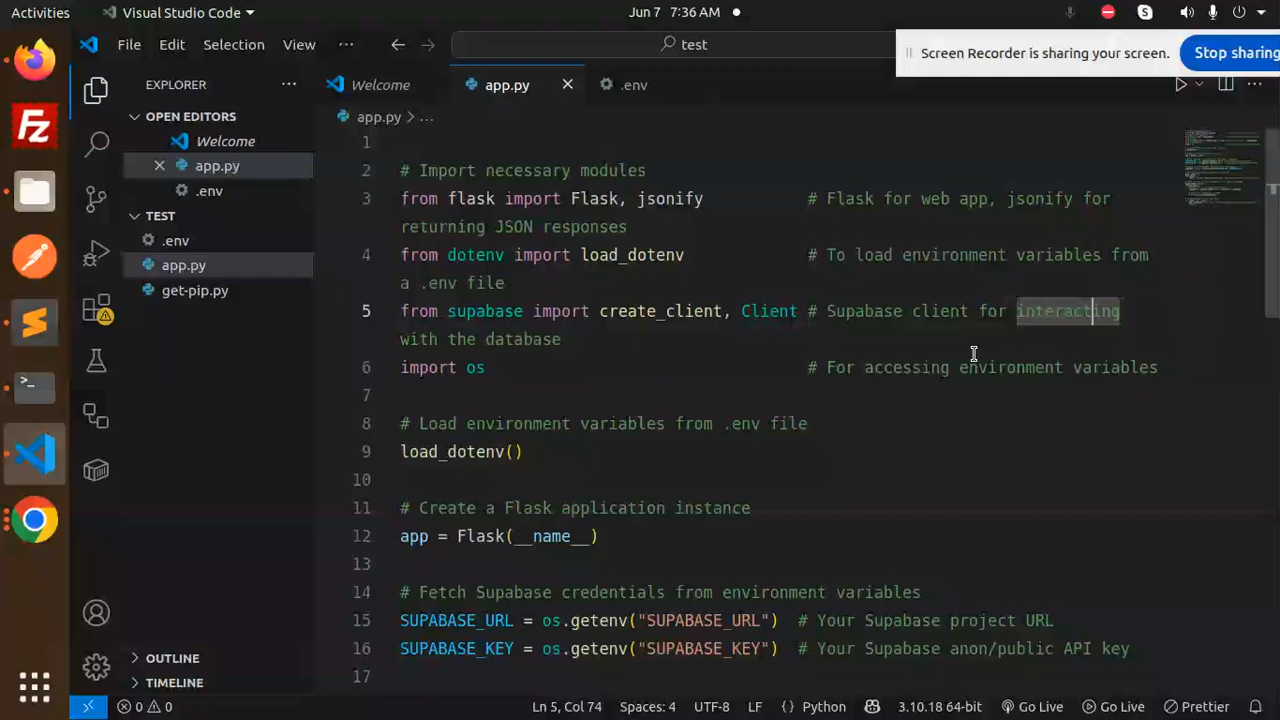 Activities
Visual Studio Code
Jun 7 7:36 AM
File Edit Selection View ...
test
Screen Recorder is sharing your screen.
Stop sharing
EXPLORER
Welcome
app.py
.env
OPEN EDITORS
Welcome
app.py
.env
TEST
.env
app.py
get-pip.py
OUTLINE
TIMELINE
app.py > ...
1
2 # Import necessary modules
3 from flask import Flask, jsonify # Flask for web app, jsonify for
returning JSON responses
4 from dotenv import load_dotenv # To load environment variables from
a .env file
5 from supabase import create_client, Client # Supabase client for interacting
with the database
6 import os # For accessing environment variables
7
8 # Load environment variables from .env file
9 load_dotenv()
10
11 # Create a Flask application instance
12 app = Flask(__name__)
13
14 # Fetch Supabase credentials from environment variables
15 SUPABASE_URL = os.getenv("SUPABASE_URL") # Your Supabase project URL
16 SUPABASE_KEY = os.getenv("SUPABASE_KEY") # Your Supabase anon/public API key
17
0 0 Ln 5, Col 74 Spaces: 4 UTF-8 LF {} Python 3.10.18 64-bit Go Live Go Live Prettier